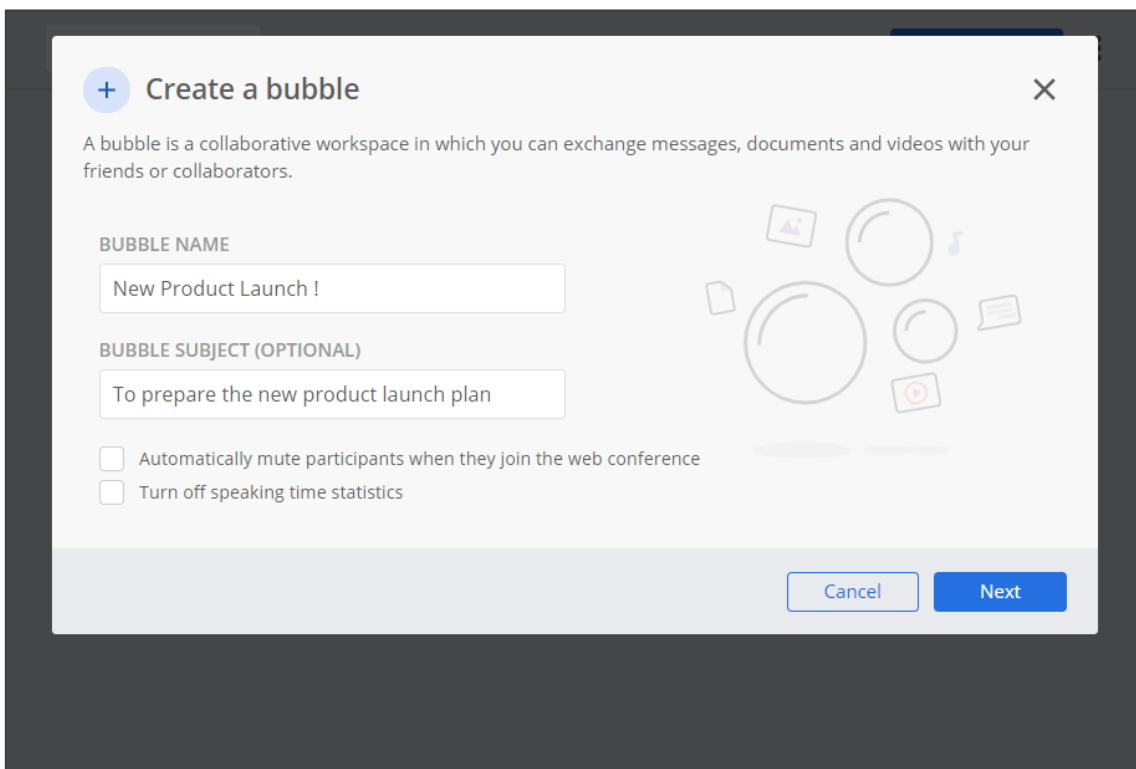 Create a bubble
A bubble is a collaborative workspace in which you can exchange messages, documents and videos with your
friends or collaborators.
BUBBLE NAME
New Product Launch !
BUBBLE SUBJECT (OPTIONAL)
To prepare the new product launch plan
Automatically mute participants when they join the web conference
Turn off speaking time statistics
Cancel
Next